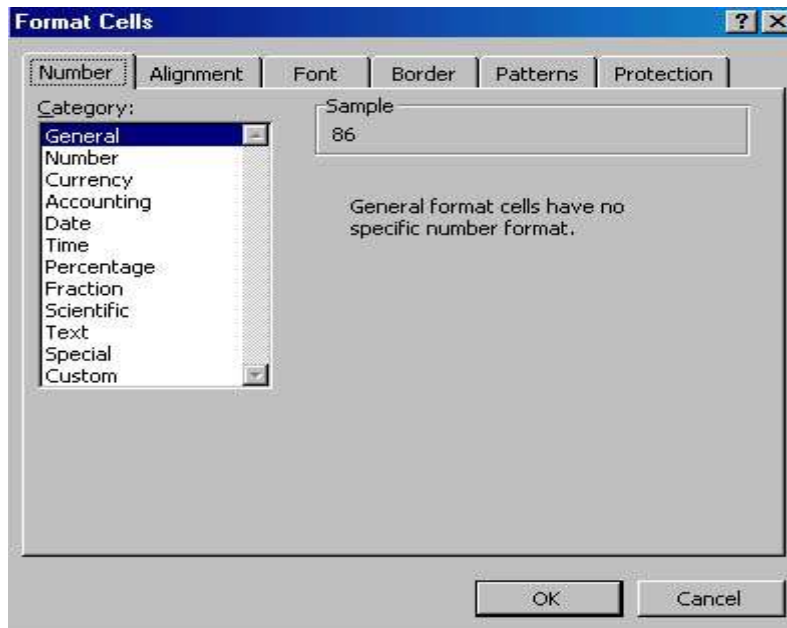 Format Cells
Number Alignment Font Border Patterns Protection
Category:
General
Number
Currency
Accounting
Date
Time
Percentage
Fraction
Scientific
Text
Special
Custom
Sample
86
General format cells have no
specific number format.
OK Cancel